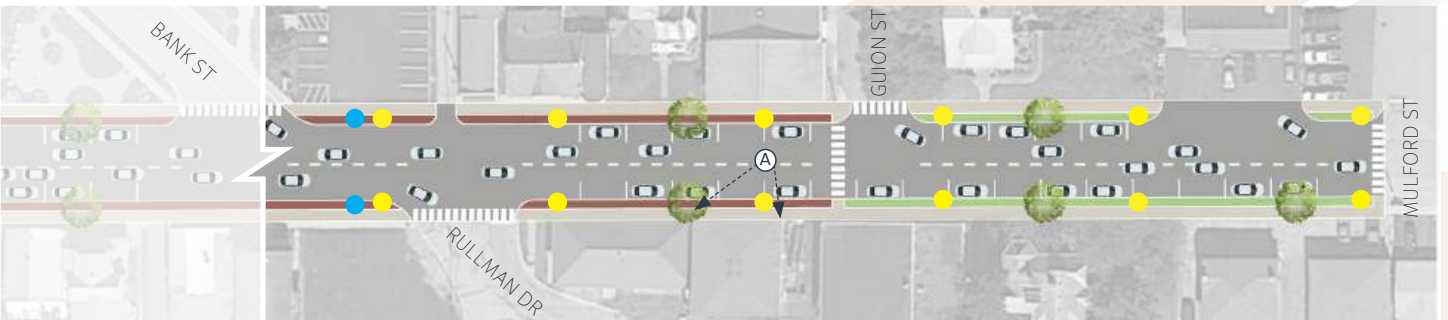 BANK ST
RULLMAN DR
A
GUION ST
MULFORD ST